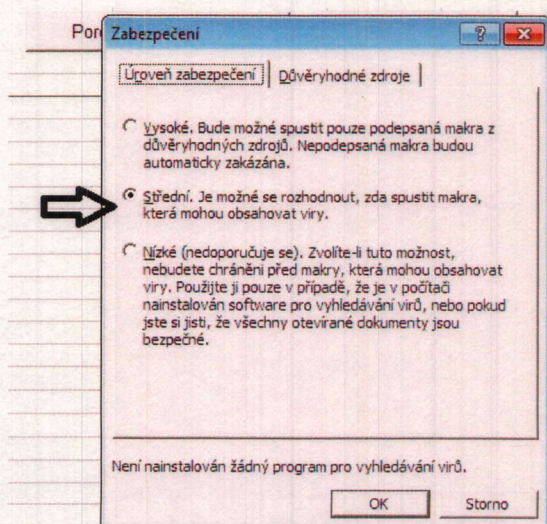 Poř
Zabezpečení
Úroveň zabezpečení
Důvěryhodné zdroje
Vysoké. Bude možné spustit pouze podepsaná makra z
důvěryhodných zdrojů. Nepodepsaná makra budou
automaticky zakázána.
Střední. Je možné se rozhodnout, zda spustit makra,
která mohou obsahovat viry.
Nízké (nedoporučuje se). Zvolíte-li tuto možnost,
nebudete chráněni před makry, která mohou obsahovat
viry. Použijte ji pouze v případě, že je v počítači
nainstalován software pro vyhledávání virů, nebo pokud
jste si jisti, že všechny otevírané dokumenty jsou
bezpečné.
Není nainstalován žádný program pro vyhledávání virů.
OK
Storno